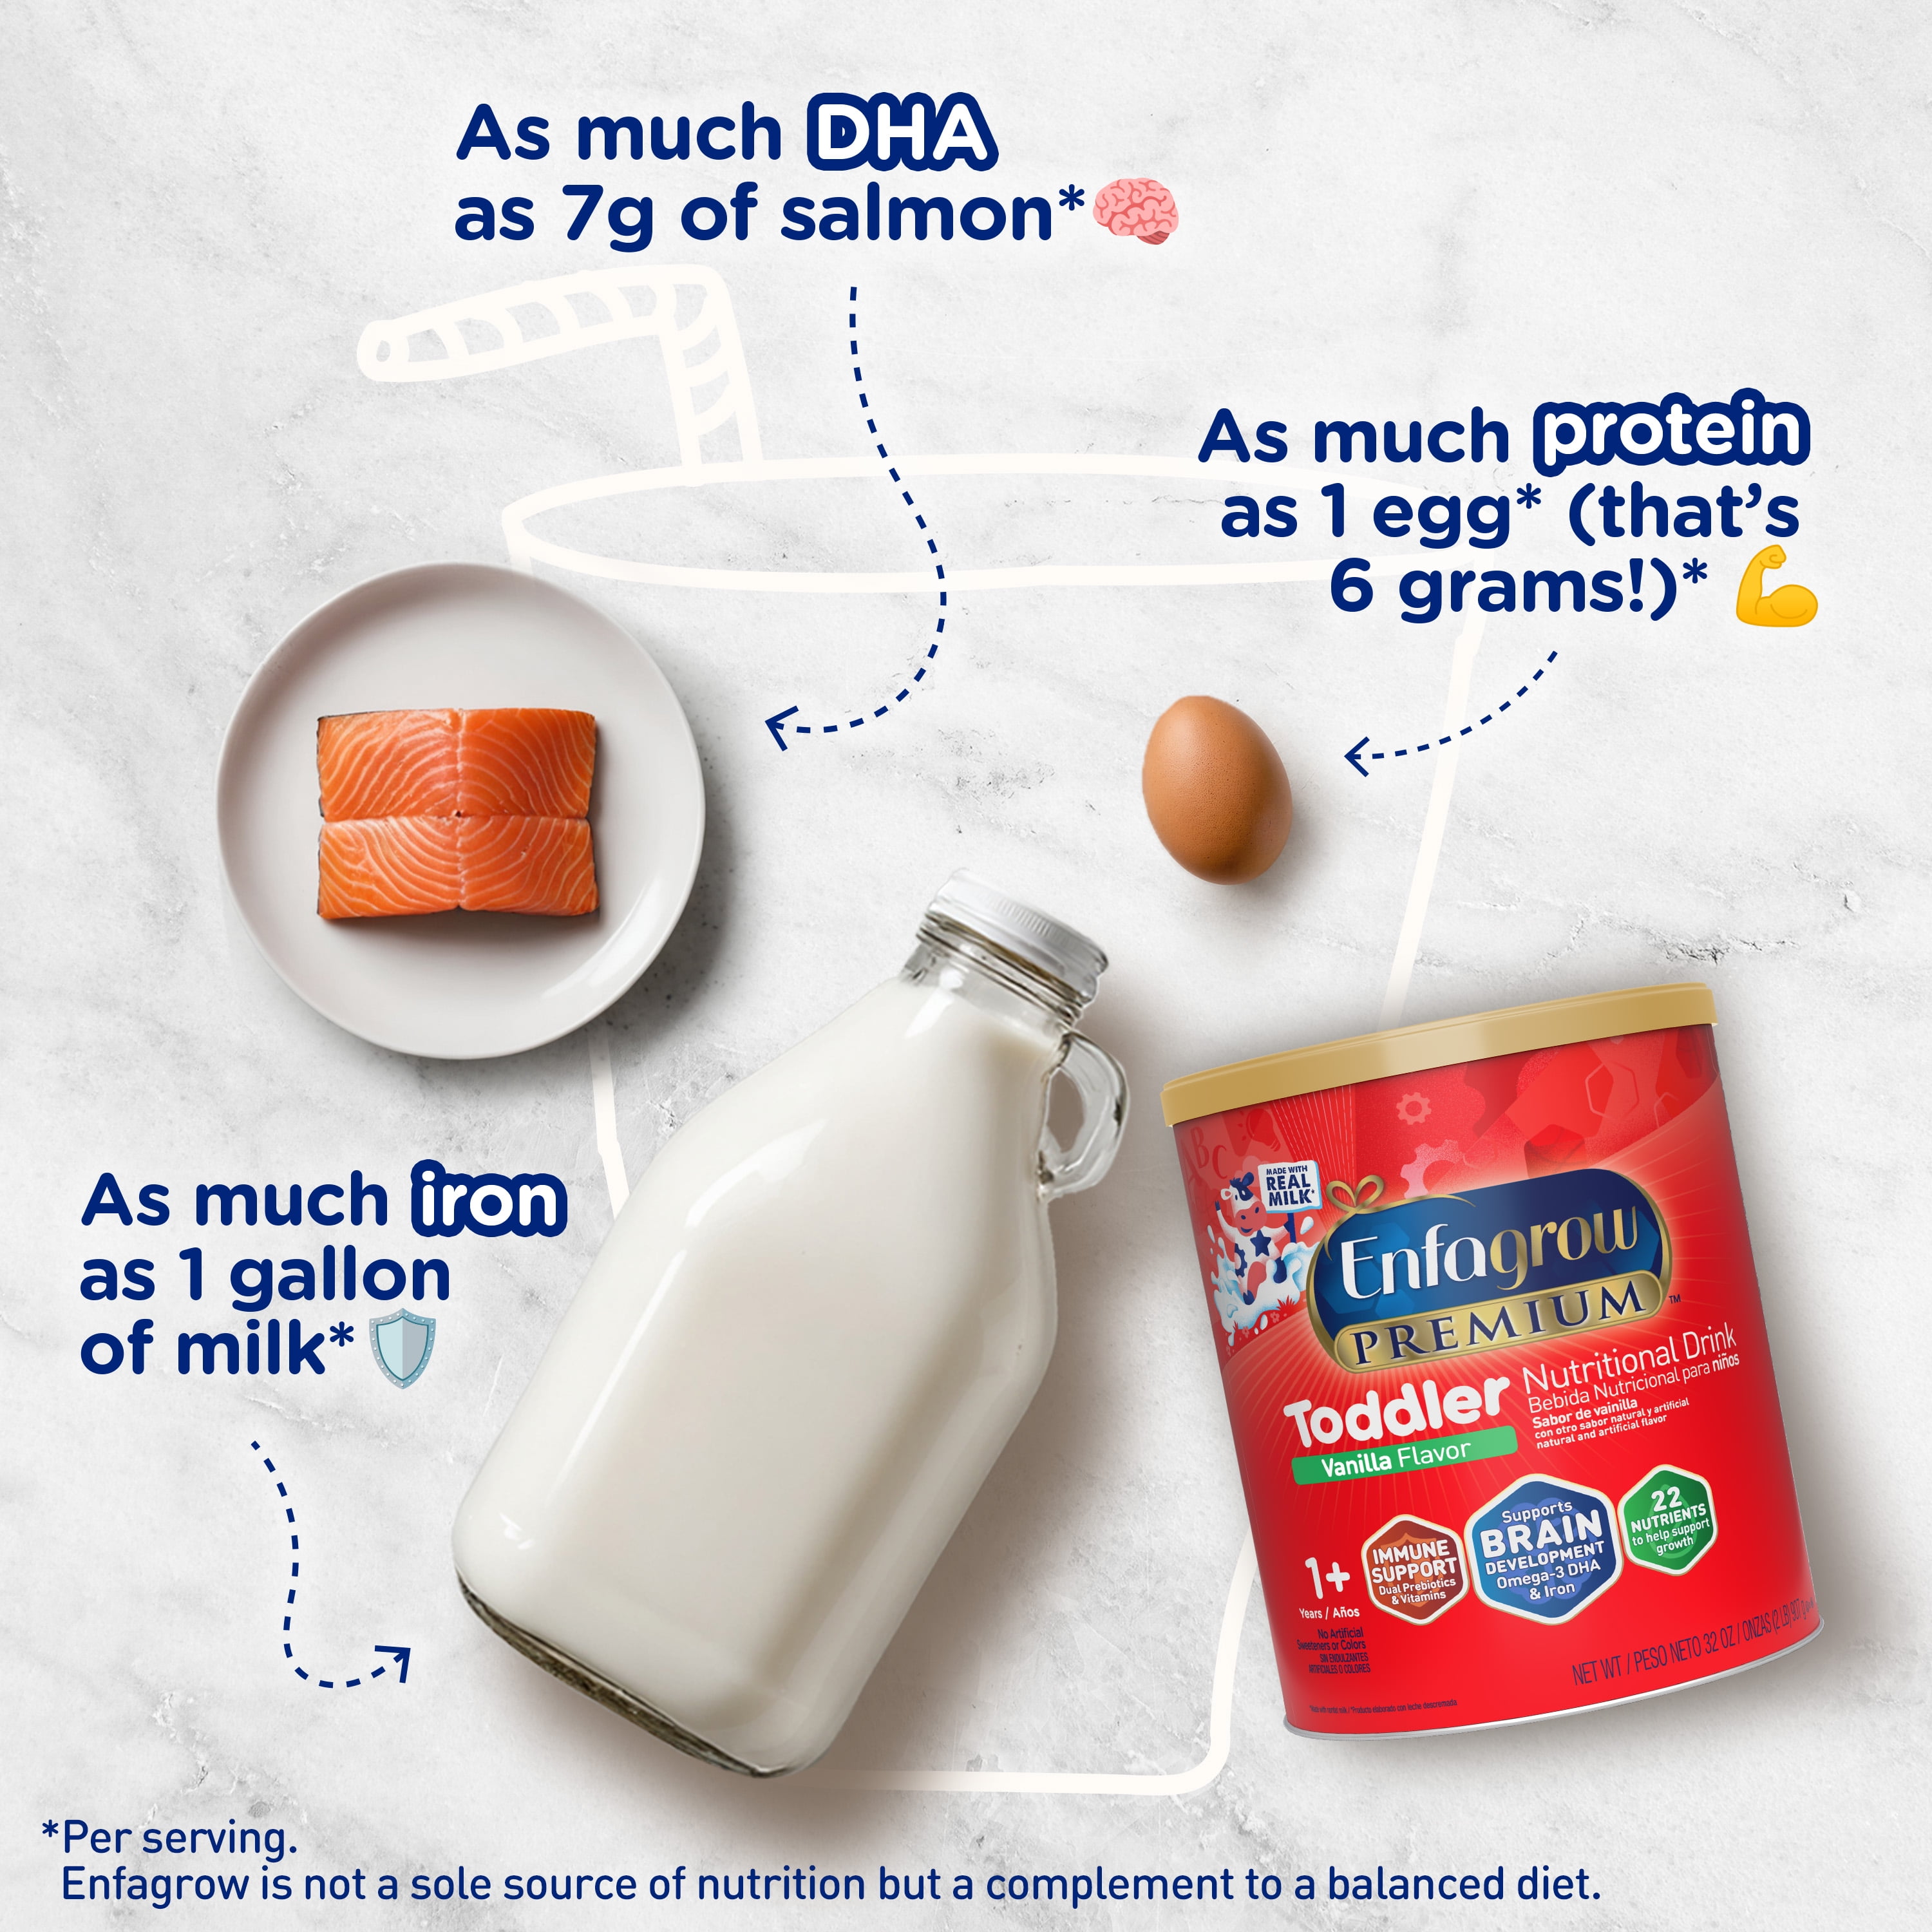 As much DHA
as 7g of salmon*
As much protein
as 1 egg* (that's
6 grams!)*
As much iron
as 1 gallon
of milk*
BC
MADE WITH
REAL
MILK*
Enfagrow
PREMIUM™
Toddler
Vanilla Flavor
Nutritional Drink
Bebida Nutricional para niños
Sabor de vainilla
con otro sabor natural y artificial
natural and artificial flavor
1+
Years / Años
IMMUNE
SUPPORT
Dual Prebiotics
& Vitamins
Supports
BRAIN
DEVELOPMENT
Omega-3 DHA
& Iron
22
NUTRIENTS
to help support
growth
No Artificial
Sweeteners or Colors
SIN ENDULZANTES
ARTIFICIALES O COLORES
NET WT / PESO NETO 32 OZ / ONZAS (2 LB) 907 g
*Per serving.
Enfagrow is not a sole source of nutrition but a complement to a balanced diet.